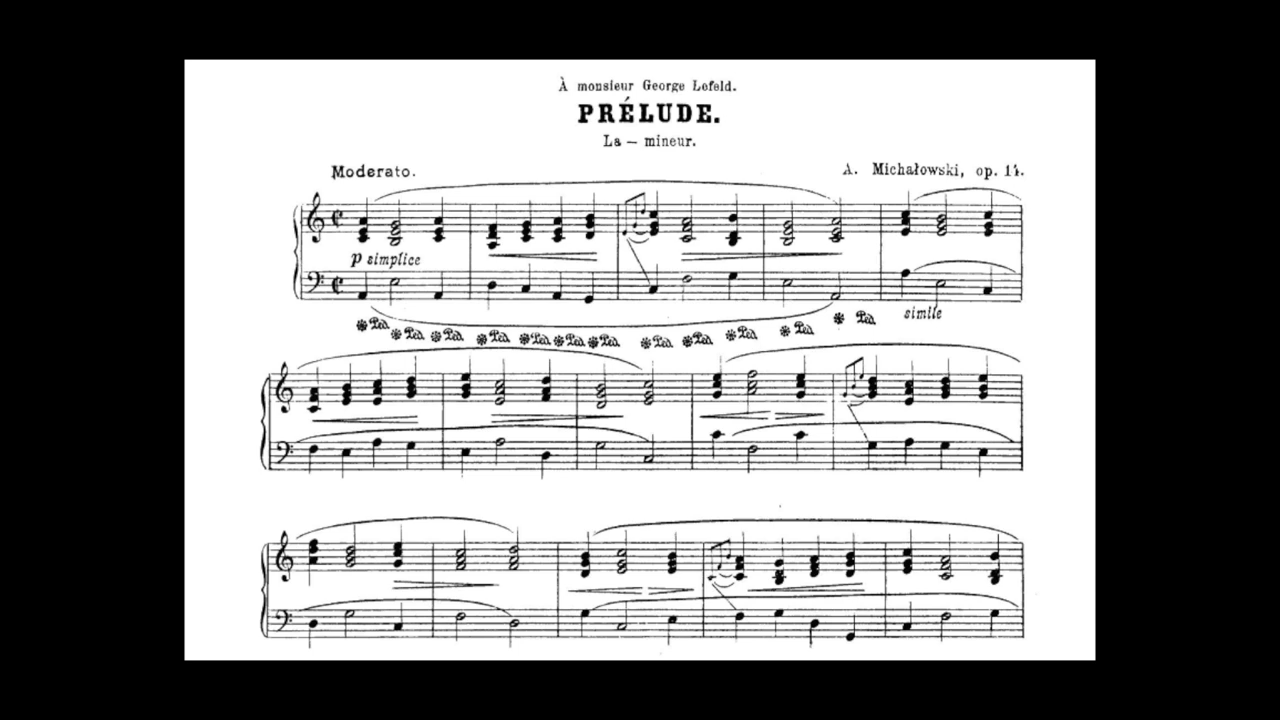 À monsieur George Lefeld.
PRÉLUDE.
La – mineur.
Moderato.
A. Michałowski, op. 14.
p simplice
simile